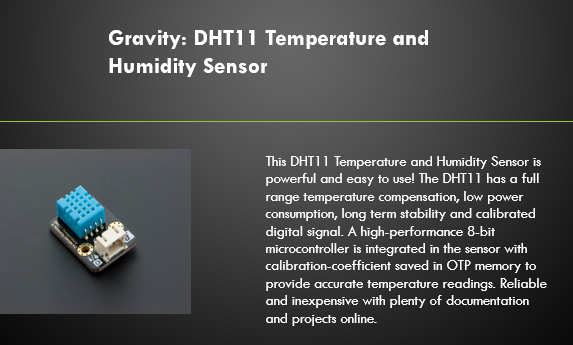 Gravity: DHT11 Temperature and
Humidity Sensor
This DHT11 Temperature and Humidity Sensor is
powerful and easy to use! The DHT11 has a full
range temperature compensation, low power
consumption, long term stability and calibrated
digital signal. A high-performance 8-bit
microcontroller is integrated in the sensor with
calibration-coefficient saved in OTP memory to
provide accurate temperature readings. Reliable
and inexpensive with plenty of documentation
and projects online.